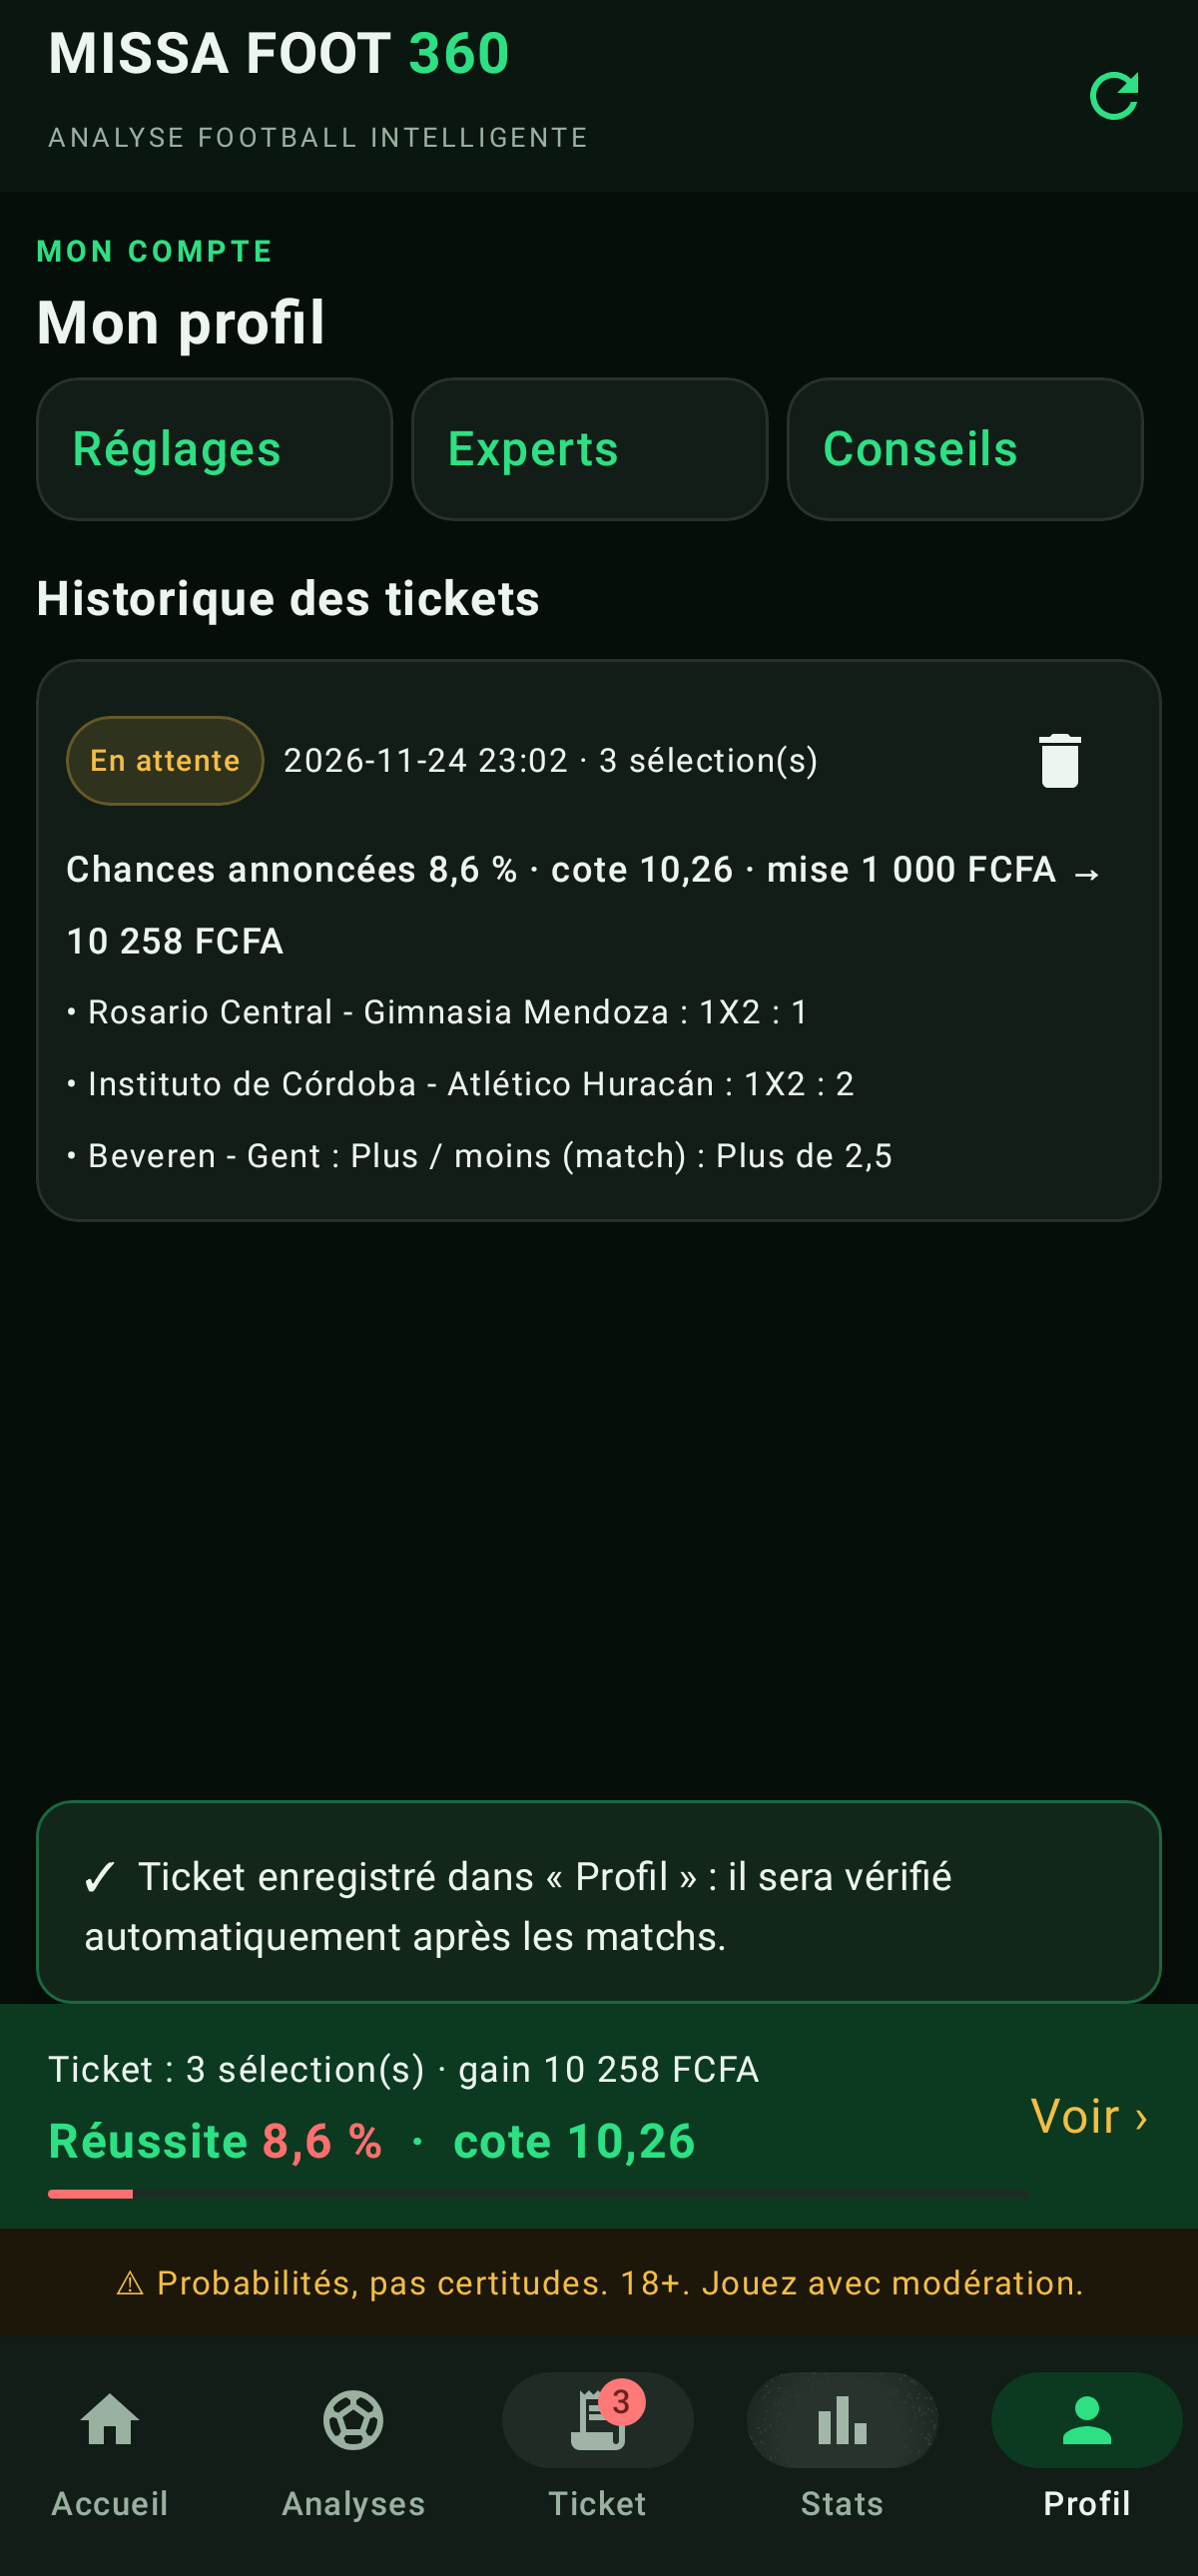 MISSA FOOT 360
ANALYSE FOOTBALL INTELLIGENTE
MON COMPTE
Mon profil
Réglages
Experts
Conseils
Historique des tickets
En attente
2026-11-24 23:02 · 3 sélection(s)
Chances annoncées 8,6 % · cote 10,26 · mise 1 000 FCFA →
10 258 FCFA
• Rosario Central - Gimnasia Mendoza : 1X2 : 1
• Instituto de Córdoba - Atlético Huracán : 1X2 : 2
• Beveren - Gent : Plus / moins (match) : Plus de 2,5
✓ Ticket enregistré dans « Profil » : il sera vérifié
automatiquement après les matchs.
Ticket : 3 sélection(s) · gain 10 258 FCFA
Réussite 8,6 % · cote 10,26
Voir ›
⚠ Probabilités, pas certitudes. 18+. Jouez avec modération.
3
Accueil
Analyses
Ticket
Stats
Profil